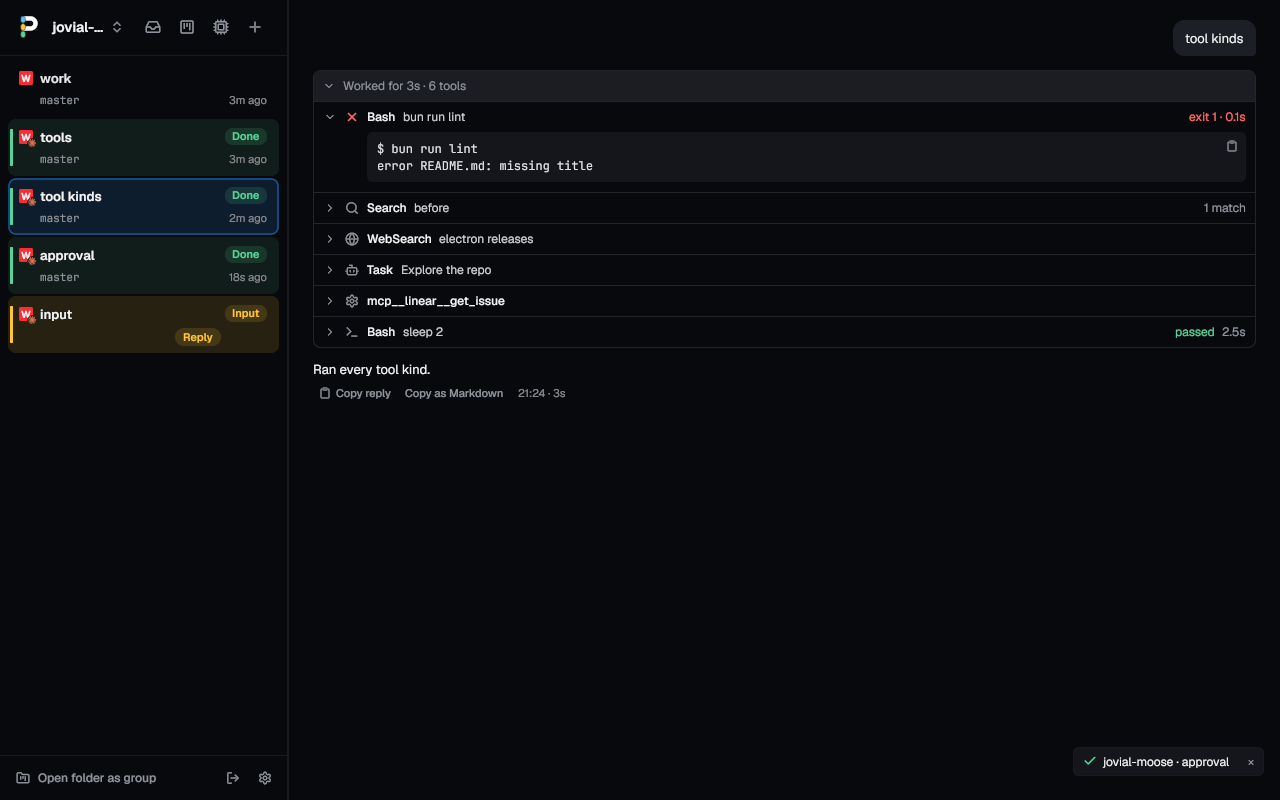 jovial-...
W work
master 3m ago
W tools Done
master 3m ago
W tool kinds Done
master 2m ago
W approval Done
master 18s ago
W input Input
Reply
Open folder as group
tool kinds
Worked for 3s · 6 tools
Bash bun run lint exit 1 · 0.1s
$ bun run lint
error README.md: missing title
Search before 1 match
WebSearch electron releases
Task Explore the repo
mcp__linear__get_issue
Bash sleep 2 passed 2.5s
Ran every tool kind.
Copy reply Copy as Markdown 21:24 · 3s
jovial-moose · approval ×